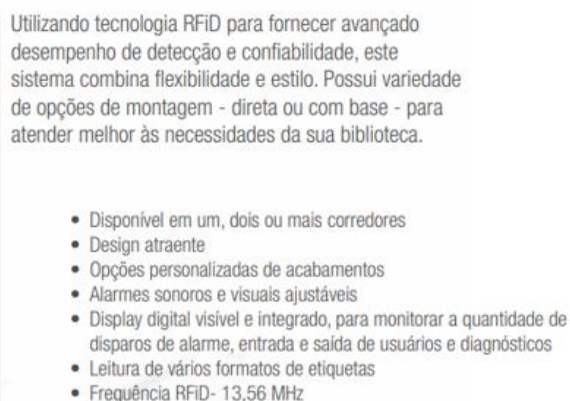 Utilizando tecnologia RFiD para fornecer avançado
desempenho de detecção e confiabilidade, este
sistema combina flexibilidade e estilo. Possui variedade
de opções de montagem - direta ou com base - para
atender melhor às necessidades da sua biblioteca.
• Disponível em um, dois ou mais corredores
• Design atraente
• Opções personalizadas de acabamentos
• Alarmes sonoros e visuais ajustáveis
• Display digital visível e integrado, para monitorar a quantidade de
disparos de alarme, entrada e saída de usuários e diagnósticos
• Leitura de vários formatos de etiquetas
• Frequência RFiD- 13,56 MHz